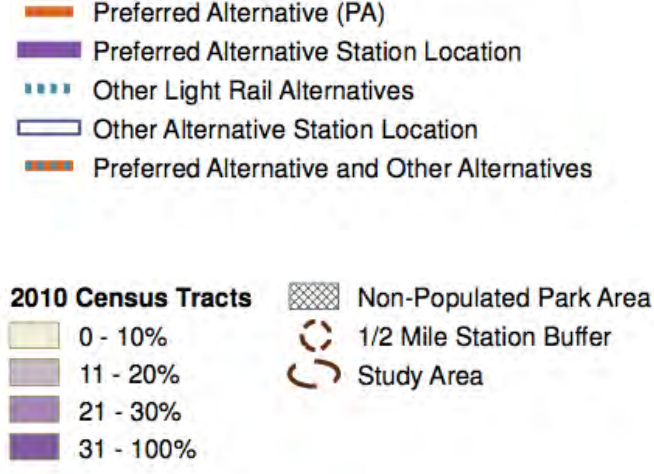 Preferred Alternative (PA)
Preferred Alternative Station Location
Other Light Rail Alternatives
Other Alternative Station Location
Preferred Alternative and Other Alternatives
2010 Census Tracts
0 - 10%
11 - 20%
21 - 30%
31 - 100%
Non-Populated Park Area
1/2 Mile Station Buffer
Study Area